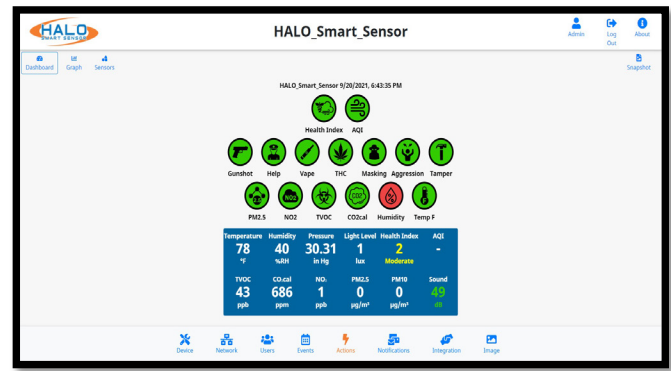 HALO
SMART SENSOR
HALO_Smart_Sensor
Admin
Log Out
About
Dashboard Graph Sensors
Snapshot
HALO_Smart_Sensor 9/20/2021, 6:43:35 PM
Health Index AQI
Gunshot Help Vape THC Masking Aggression Tamper
NO2
CO2
PM2.5 NO2 TVOC CO2cal Humidity Temp F
Temperature Humidity Pressure Light Level Health Index AQI
78 40 30.31 1 2 -
°F %RH in Hg lux Moderate
TVOC CO₂cal NO₂ PM2.5 PM10 Sound
43 686 1 0 0 49
ppb ppm ppb µg/m³ µg/m³ dB
Device Network Users Events Actions Notifications Integration Image